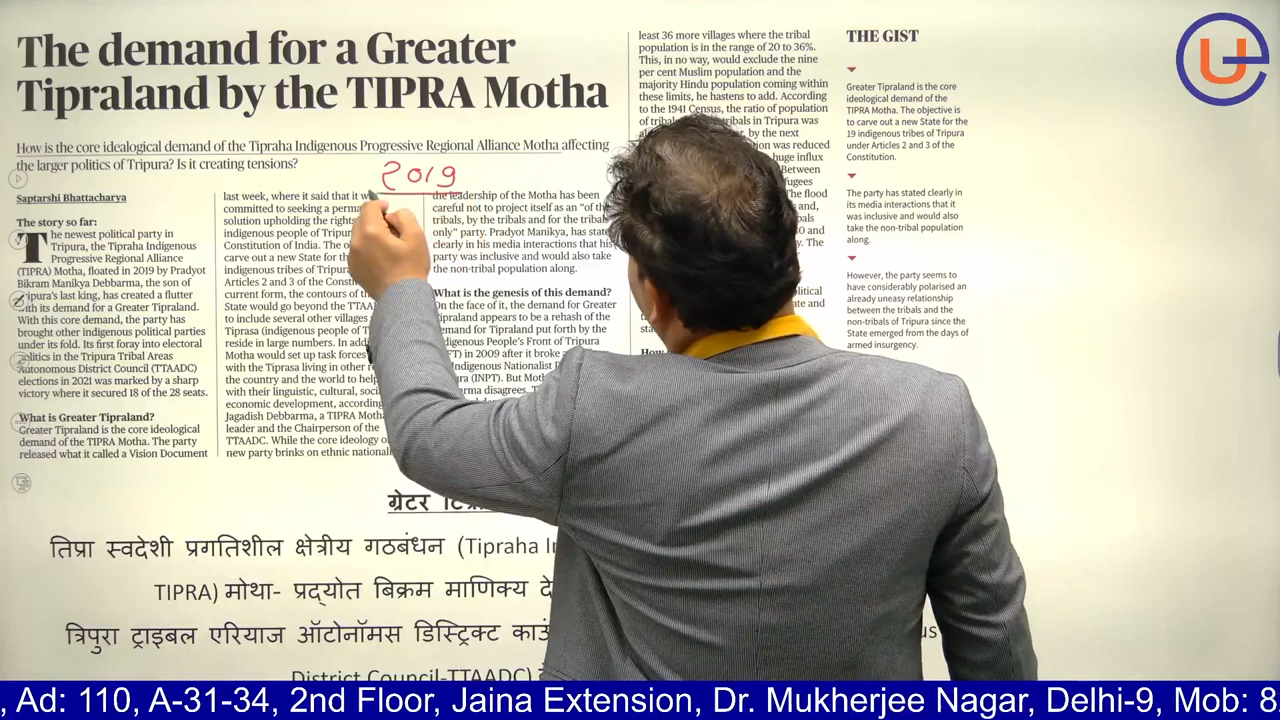 The demand for a Greater
Tipraland by the TIPRA Motha
How is the core idealogical demand of the Tipraha Indigenous Progressive Regional Alliance Motha affecting
the larger politics of Tripura? Is it creating tensions?
2019
Saptarshi Bhattacharya
The story so far:
The newest political party in
Tripura, the Tipraha Indigenous
Progressive Regional Alliance
(TIPRA) Motha, floated in 2019 by Pradyot
Bikram Manikya Debbarma, the son of
Tripura's last king, has created a flutter
with its demand for a Greater Tipraland.
With this core demand, the party has
brought other indigenous political parties
under its fold. Its first foray into electoral
politics in the Tripura Tribal Areas
Autonomous District Council (TTAADC)
elections in 2021 was marked by a sharp
victory where it secured 18 of the 28 seats.
What is Greater Tipraland?
Greater Tipraland is the core ideological
demand of the TIPRA Motha. The party
released what it called a Vision Document
last week, where it said that it
committed to seeking a
solution upholding the rights
indigenous people of
Constitution of India. The
carve out a new State for
indigenous tribes of
Articles 2 and 3 of the
current form, the contours of
State would go beyond the
to include several other villages
Tiprasa (indigenous people of
reside in large numbers. In
Motha would set up task forces
with the Tiprasa living in other
the country and the world to help
with their linguistic, cultural,
economic development, according
Jagadish Debbarma, a TIPRA Motha
leader and the Chairperson of the
TTAADC. While the core ideology
new party brinks on ethnic
the leadership of the Motha has been
careful not to project itself as an "of the
tribals, by the tribals and for the tribals
only" party. Pradyot Manikya, has
clearly in his media interactions that his
party was inclusive and would also take
the non-tribal population along.
What is the genesis of this demand?
On the face of it, the demand for Greater
Tipraland appears to be a rehash of the
demand for Tipraland put forth by the
Indigenous People's Front of Tripura
in 2009 after it broke
Indigenous Nationalist
(INPT). But
disagrees.
least 36 more villages where the tribal
population is in the range of 20 to 36%.
This, in no way, would exclude the nine
per cent Muslim population and the
majority Hindu population coming within
these limits, he hastens to add. According
to the 1941 Census, the ratio of population
of in Tripura was
by the next
was reduced
huge influx
Between
The flood
and,
and
The
and
THE GIST
Greater Tipraland is the core
ideological demand of the
TIPRA Motha. The objective is
to carve out a new State for the
19 indigenous tribes of Tripura
under Articles 2 and 3 of the
Constitution.
The party has stated clearly in
its media interactions that it
was inclusive and would also
take the non-tribal population
along.
However, the party seems to
have considerably polarised an
already uneasy relationship
between the tribals and the
non-tribals of Tripura since the
State emerged from the days of
armed insurgency.
ग्रेटर
तिप्रा स्वदेशी प्रगतिशील क्षेत्रीय गठबंधन (Tipraha
TIPRA) मोथा- प्रद्योत बिक्रम माणिक्य
त्रिपुरा ट्राइबल एरियाज ऑटोनॉमस डिस्ट्रिक्ट
District Council-TTAADC)
, Ad: 110, A-31-34, 2nd Floor, Jaina Extension, Dr. Mukherjee Nagar, Delhi-9, Mob: 8